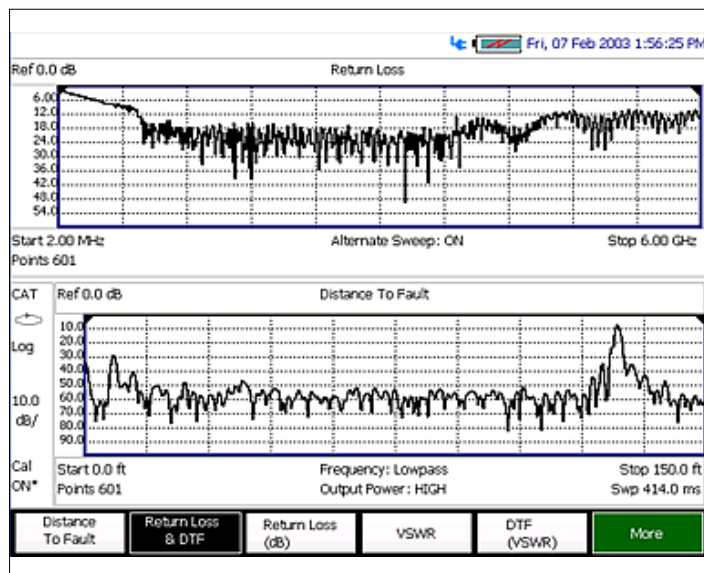 Fri, 07 Feb 2003 1:56:25 PM
Ref 0.0 dB Return Loss
6.00
12.0
18.0
24.0
30.0
36.0
42.0
48.0
54.0
Start 2.00 MHz Alternate Sweep: ON Stop 6.00 GHz
Points 601
CAT Ref 0.0 dB Distance To Fault
Log
10.0
dB/
Cal
ON*
10.0
20.0
30.0
40.0
50.0
60.0
70.0
80.0
90.0
Start 0.0 ft Frequency: Lowpass Stop 150.0 ft
Points 601 Output Power: HIGH Swp 414.0 ms
Distance
To Fault
Return Loss
& DTF
Return Loss
(dB)
VSWR
DTF
(VSWR)
More